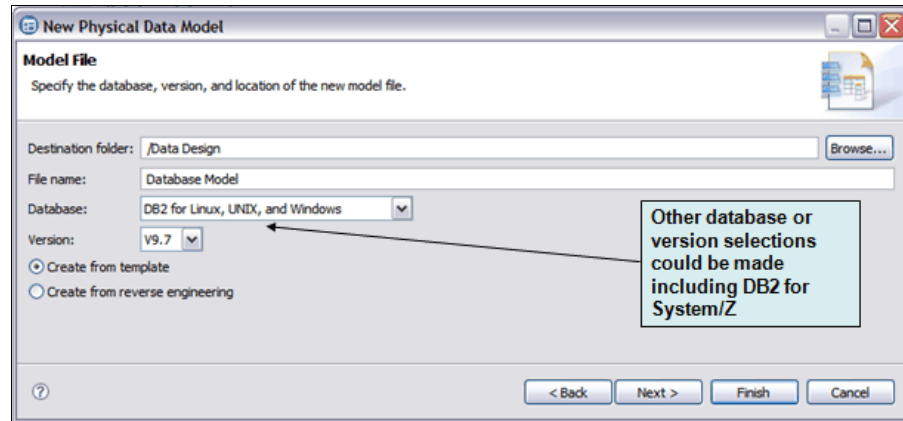 New Physical Data Model
Model File
Specify the database, version, and location of the new model file.
Destination folder: /Data Design Browse...
File name: Database Model
Database: DB2 for Linux, UNIX, and Windows
Version: V9.7
Create from template
Create from reverse engineering
Other database or
version selections
could be made
including DB2 for
System/Z
? < Back Next > Finish Cancel